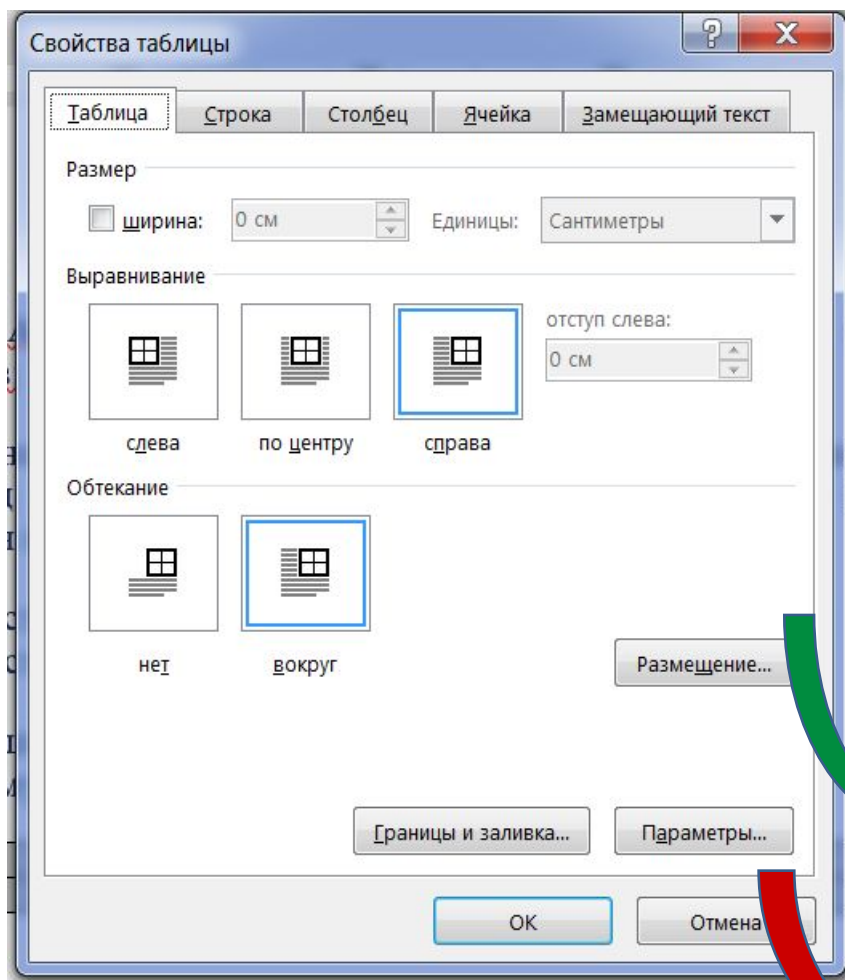 Свойства таблицы
?
X
Таблица Строка Столбец Ячейка Замещающий текст
Размер
ширина: 0 см Единицы: Сантиметры
Выравнивание
отступ слева:
0 см
слева по центру справа
Обтекание
нет вокруг
Размещение...
Границы и заливка... Параметры...
ОК Отмена